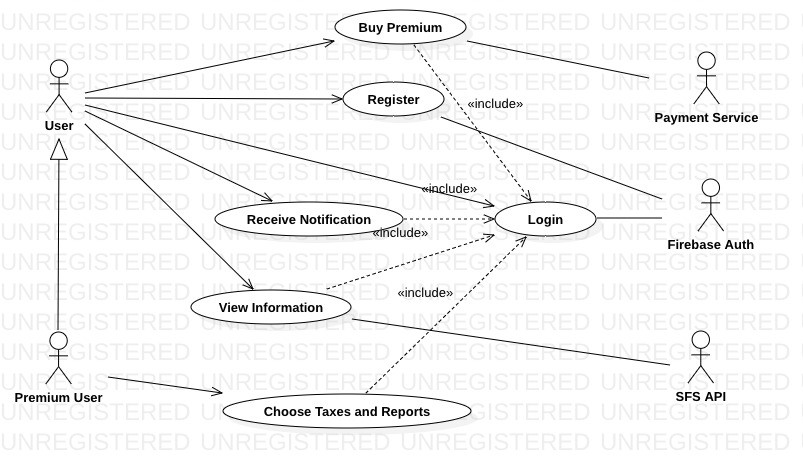 UNREGISTERED UNREGISTERED UNREGISTERED UNREGISTERED
Buy Premium
«include»
Register
User
Payment Service
«include»
Receive Notification
Login
«include»
Firebase Auth
«include»
View Information
Premium User
SFS API
Choose Taxes and Reports